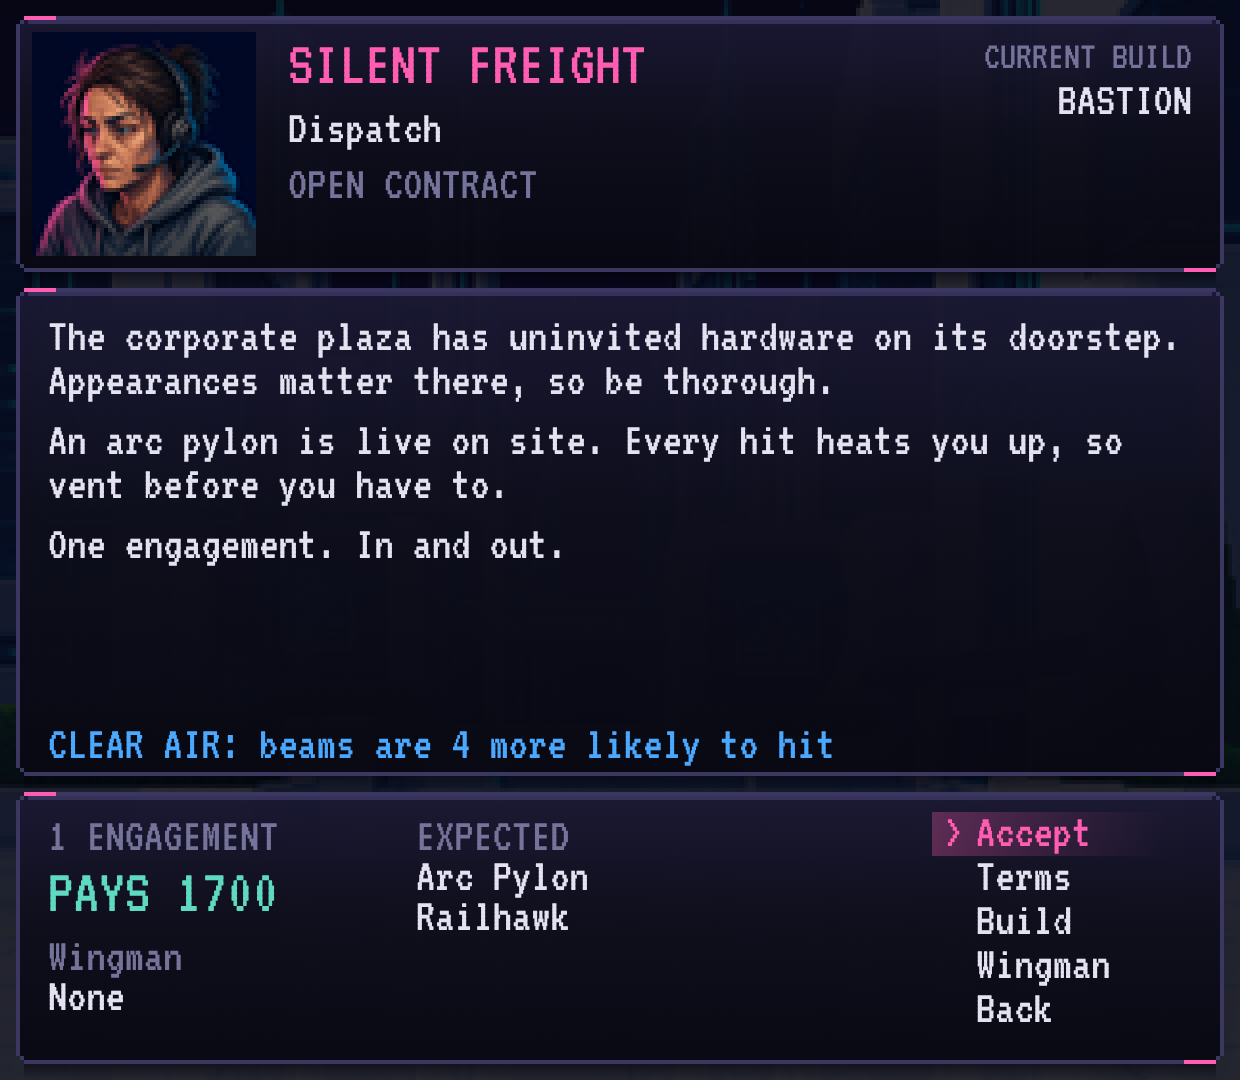 SILENT FREIGHT
Dispatch
OPEN CONTRACT
CURRENT BUILD
BASTION
The corporate plaza has uninvited hardware on its doorstep.
Appearances matter there, so be thorough.
An arc pylon is live on site. Every hit heats you up, so
vent before you have to.
One engagement. In and out.
CLEAR AIR: beams are 4 more likely to hit
1 ENGAGEMENT
PAYS 1700
Wingman
None
EXPECTED
Arc Pylon
Railhawk
> Accept
Terms
Build
Wingman
Back